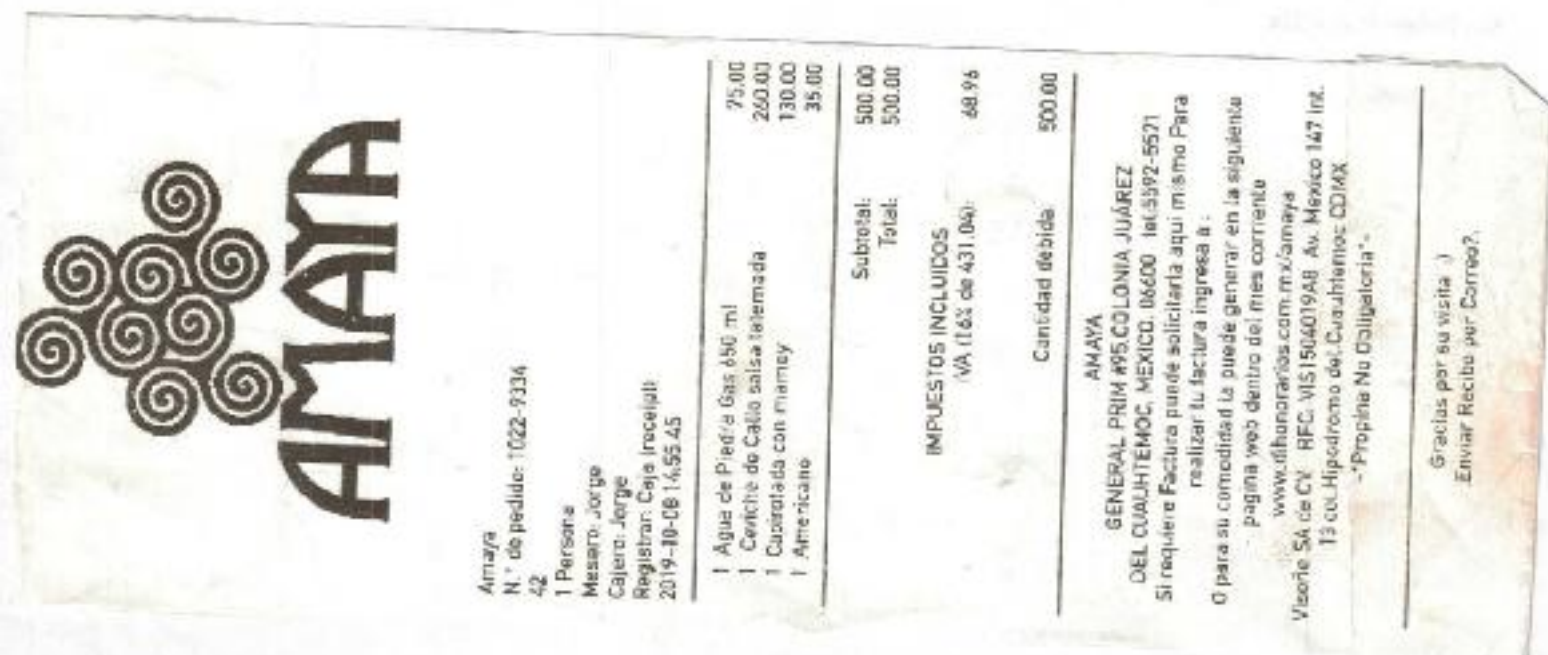 AMAYA
Amaya
N.° de pedido: 1022-9334
42
1 Persona
Mesero: Jorge
Cajero: Jorge
Registrar: Caja (receipt)
2019-10-08 14:55:45
1 Agua de Piedra Gas 650 ml 75.00
1 Ceviche de Callo salsa tatemada 260.00
1 Capirotada con mamey 130.00
1 Americano 35.00
Subtotal: 500.00
Total: 500.00
IMPUESTOS INCLUIDOS
IVA (16% de 431.04): 68.96
Cantidad debida: 500.00
AMAYA
GENERAL PRIM #95.COLONIA JUÁREZ
DEL CUAUHTEMOC, MEXICO. 06600 tel.5592-5571
Si requiere Factura puede solicitarla aqui mismo Para
realizar tu factura ingresa a :
O para su comodidad la puede generar en la siguiente
pagina web dentro del mes corriente
www.dihonorarios.com.mx/amaya
SA de CV RFC: VIS1504019A8 Av. Mexico 147 int.
13 col.Hipodromo del.Cuauhtemoc CDMX
-*Propina No Obligatoria*-
Gracias por su visita :)
Enviar Recibo por Correo?.